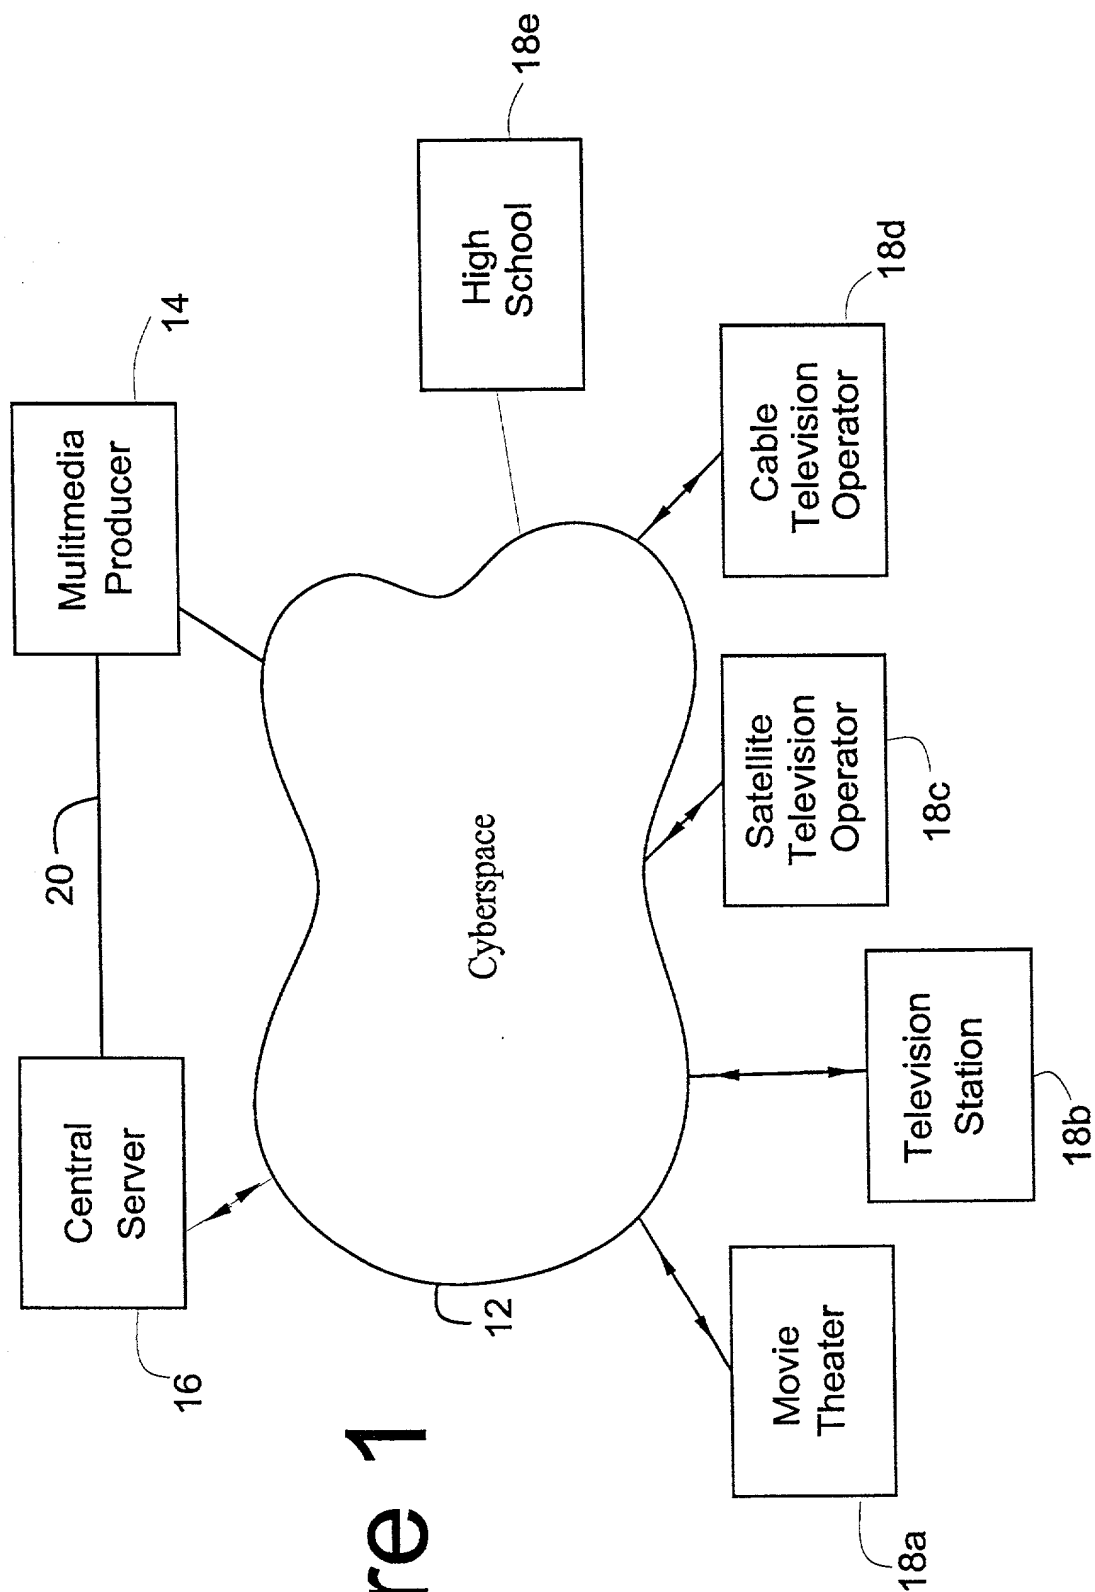 Central
Server
20
Mulitmedia
Producer
16
14
re 1
12
Cyberspace
High
School
18e
Movie
Theater
18a
Television
Station
18b
Satellite
Television
Operator
18c
Cable
Television
Operator
18d